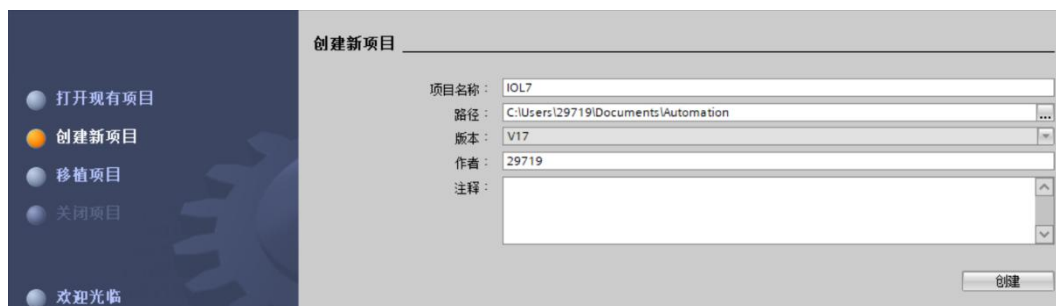 打开现有项目
创建新项目
移植项目
关闭项目
欢迎光临
创建新项目
项目名称： IOL7
路径： C:\Users\29719\Documents\Automation ...
版本： V17
作者： 29719
注释：
创建